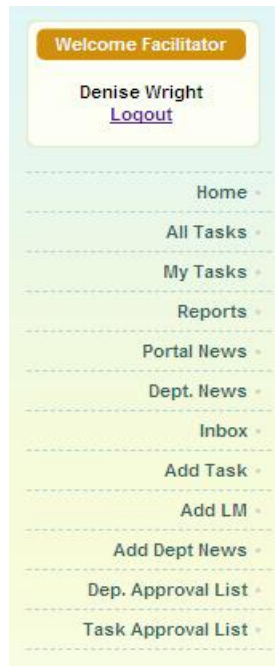 Welcome Facilitator
Denise Wright
Logout
Home
All Tasks
My Tasks
Reports
Portal News
Dept. News
Inbox
Add Task
Add LM
Add Dept News
Dep. Approval List
Task Approval List